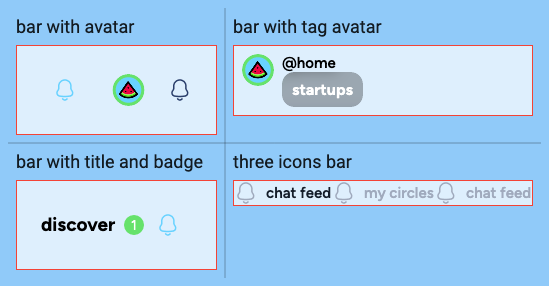 bar with avatar
bar with tag avatar
@home
startups
bar with title and badge
three icons bar
discover 1
chat feed my circles chat feed